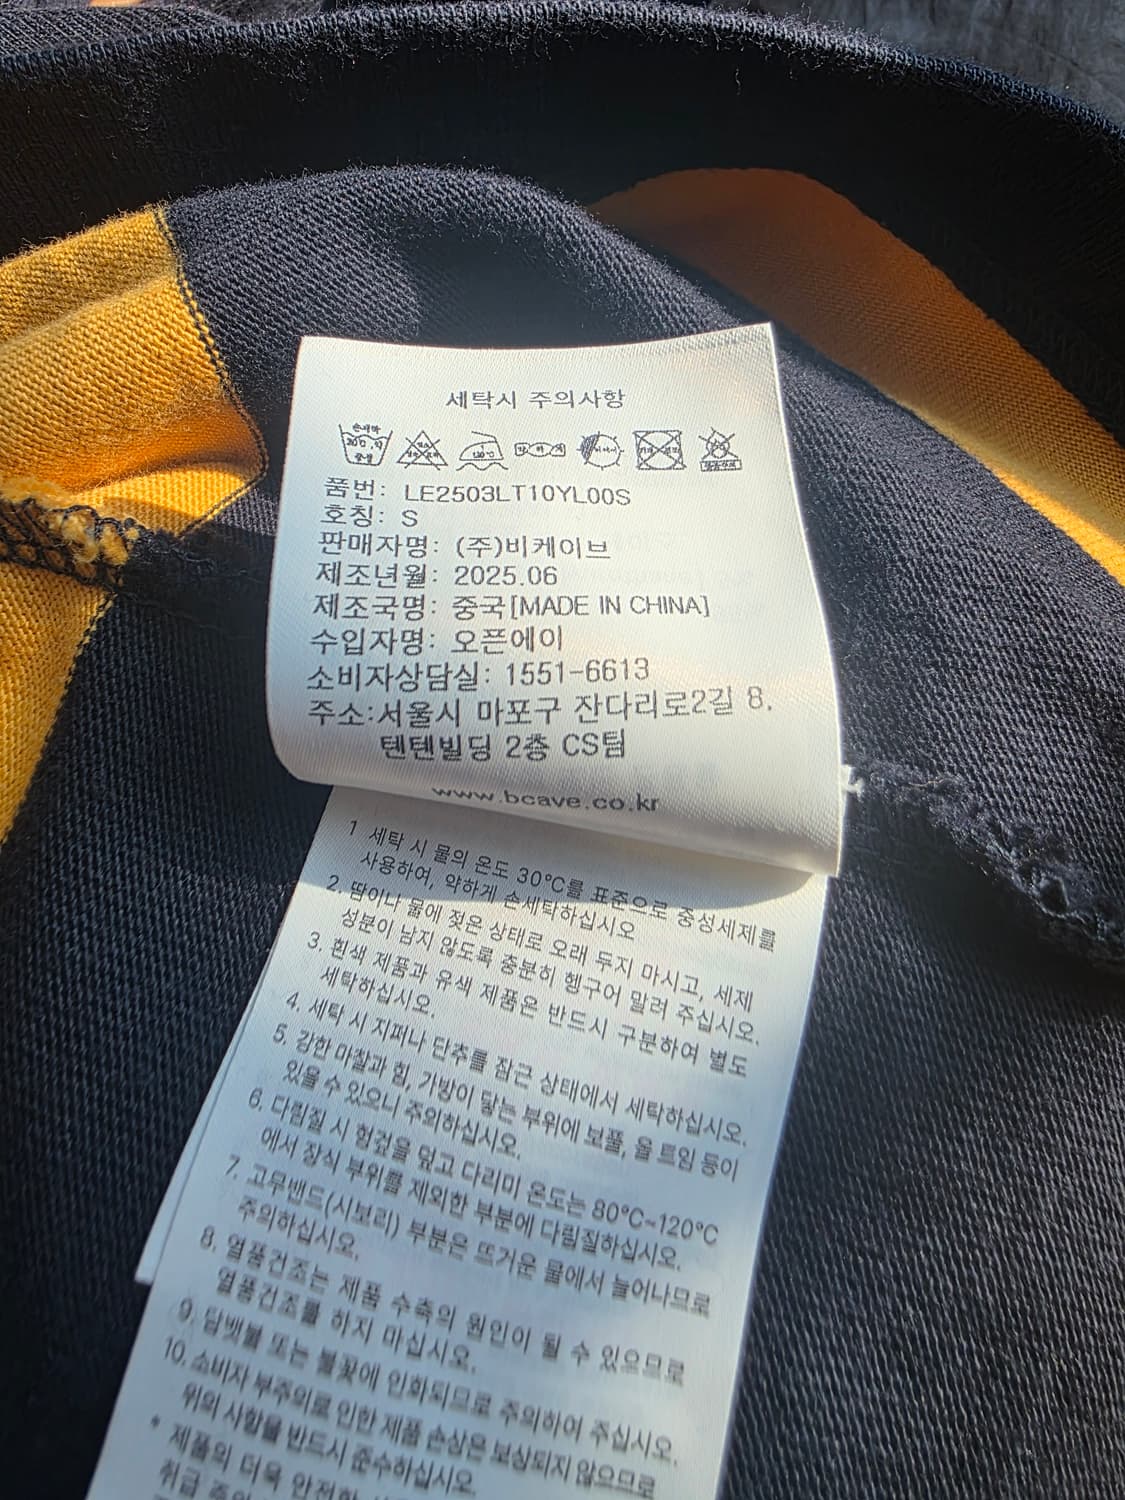 세탁시 주의사항
손세탁
30℃, 약
중성
120℃
품번: LE2503LT10YL00S
호칭: S
판매자명: (주)비케이브
제조년월: 2025.06
제조국명: 중국[MADE IN CHINA]
수입자명: 오픈에이
소비자상담실: 1551-6613
주소:서울시 마포구 잔다리로2길 8,
텐텐빌딩 2층 CS팀
www.bcave.co.kr
1 세탁 시 물의 온도 30℃를 표준으로 중성세제를
사용하여, 약하게 손세탁하십시오
2. 땀이나 물에 젖은 상태로 오래 두지 마시고, 세제
성분이 남지 않도록 충분히 헹구어 말려 주십시오.
3. 흰색 제품과 유색 제품은 반드시 구분하여 별도
세탁하십시오.
4. 세탁 시 지퍼나 단추를 잠근 상태에서 세탁하십시오.
5. 강한 마찰과 힘, 가방이 닿는 부위에 보풀, 올 트임 등이
있을 수 있으니 주의하십시오.
6. 다림질 시 헝겊을 덮고 다리미 온도는 80℃~120℃
에서 장식 부위를 제외한 부분에 다림질하십시오.
7. 고무밴드(시보리) 부분은 뜨거운 물에서 늘어나므로
주의하십시오.
8. 열풍건조는 제품 수축의 원인이 될 수 있으므로
열풍건조를 하지 마십시오.
9. 담뱃불 또는 불꽃에 인화되므로 주의하여 주십시오.
10. 소비자 부주의로 인한 제품 손상은 보상되지 않으므로
위의 사항을 반드시 준수하십시오.
* 제품의 더욱 안전한
취급